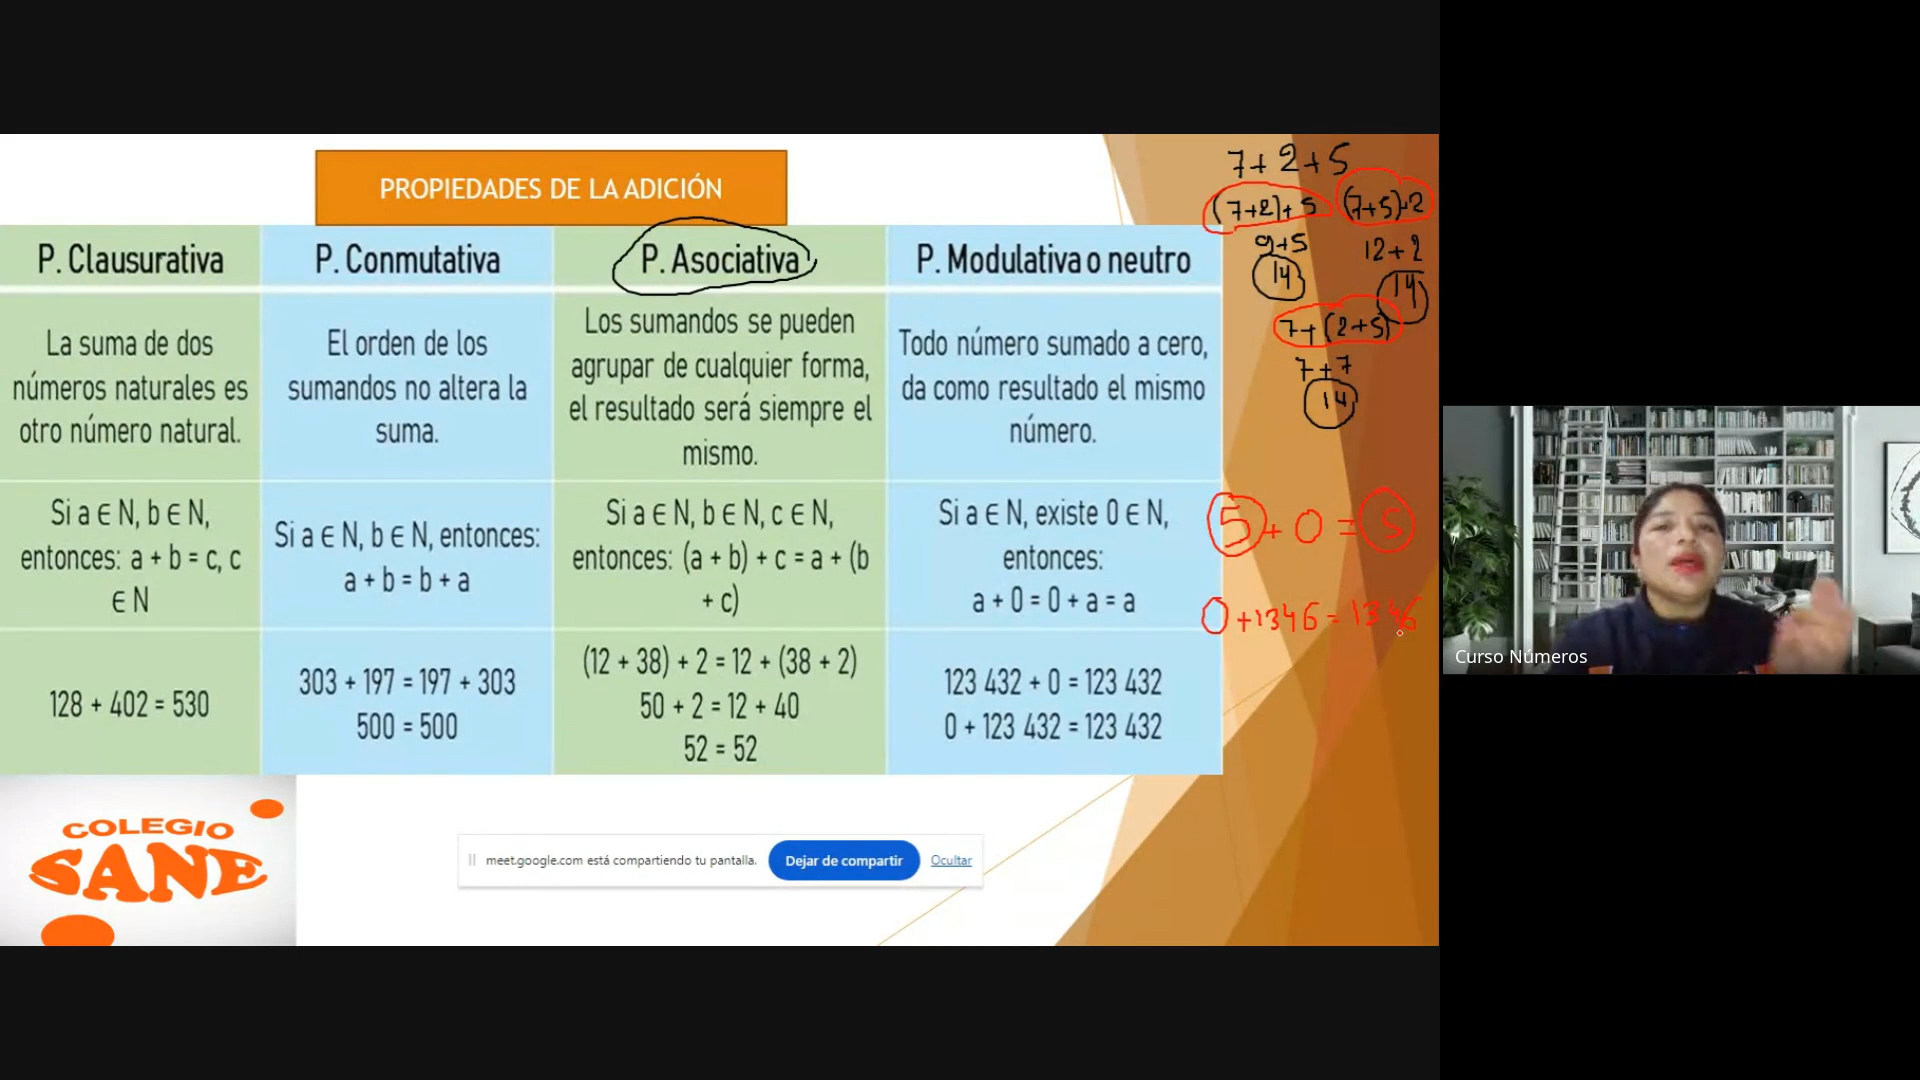 PROPIEDADES DE LA ADICIÓN
P. Clausurativa
La suma de dos
números naturales es
otro número natural.
Si a ∈ N, b ∈ N,
entonces: a + b = c, c
∈ N
128 + 402 = 530
P. Conmutativa
El orden de los
sumandos no altera la
suma.
Si a ∈ N, b ∈ N, entonces:
a + b = b + a
303 + 197 = 197 + 303
500 = 500
P. Asociativa
Los sumandos se pueden
agrupar de cualquier forma,
el resultado será siempre el
mismo.
Si a ∈ N, b ∈ N, c ∈ N,
entonces: (a + b) + c = a + (b
+ c)
(12 + 38) + 2 = 12 + (38 + 2)
50 + 2 = 12 + 40
52 = 52
P. Modulativa o neutro
Todo número sumado a cero,
da como resultado el mismo
número.
Si a ∈ N, existe 0 ∈ N,
entonces:
a + 0 = 0 + a = a
123 432 + 0 = 123 432
0 + 123 432 = 123 432
7+2+5
(7+2)+5
9+5
14
(7+5)+2
12+2
14
7+(2+5)
7+7
14
5+0=5
0+1346=1346
COLEGIO
SANE
meet.google.com está compartiendo tu pantalla.
Dejar de compartir
Ocultar
Curso Números